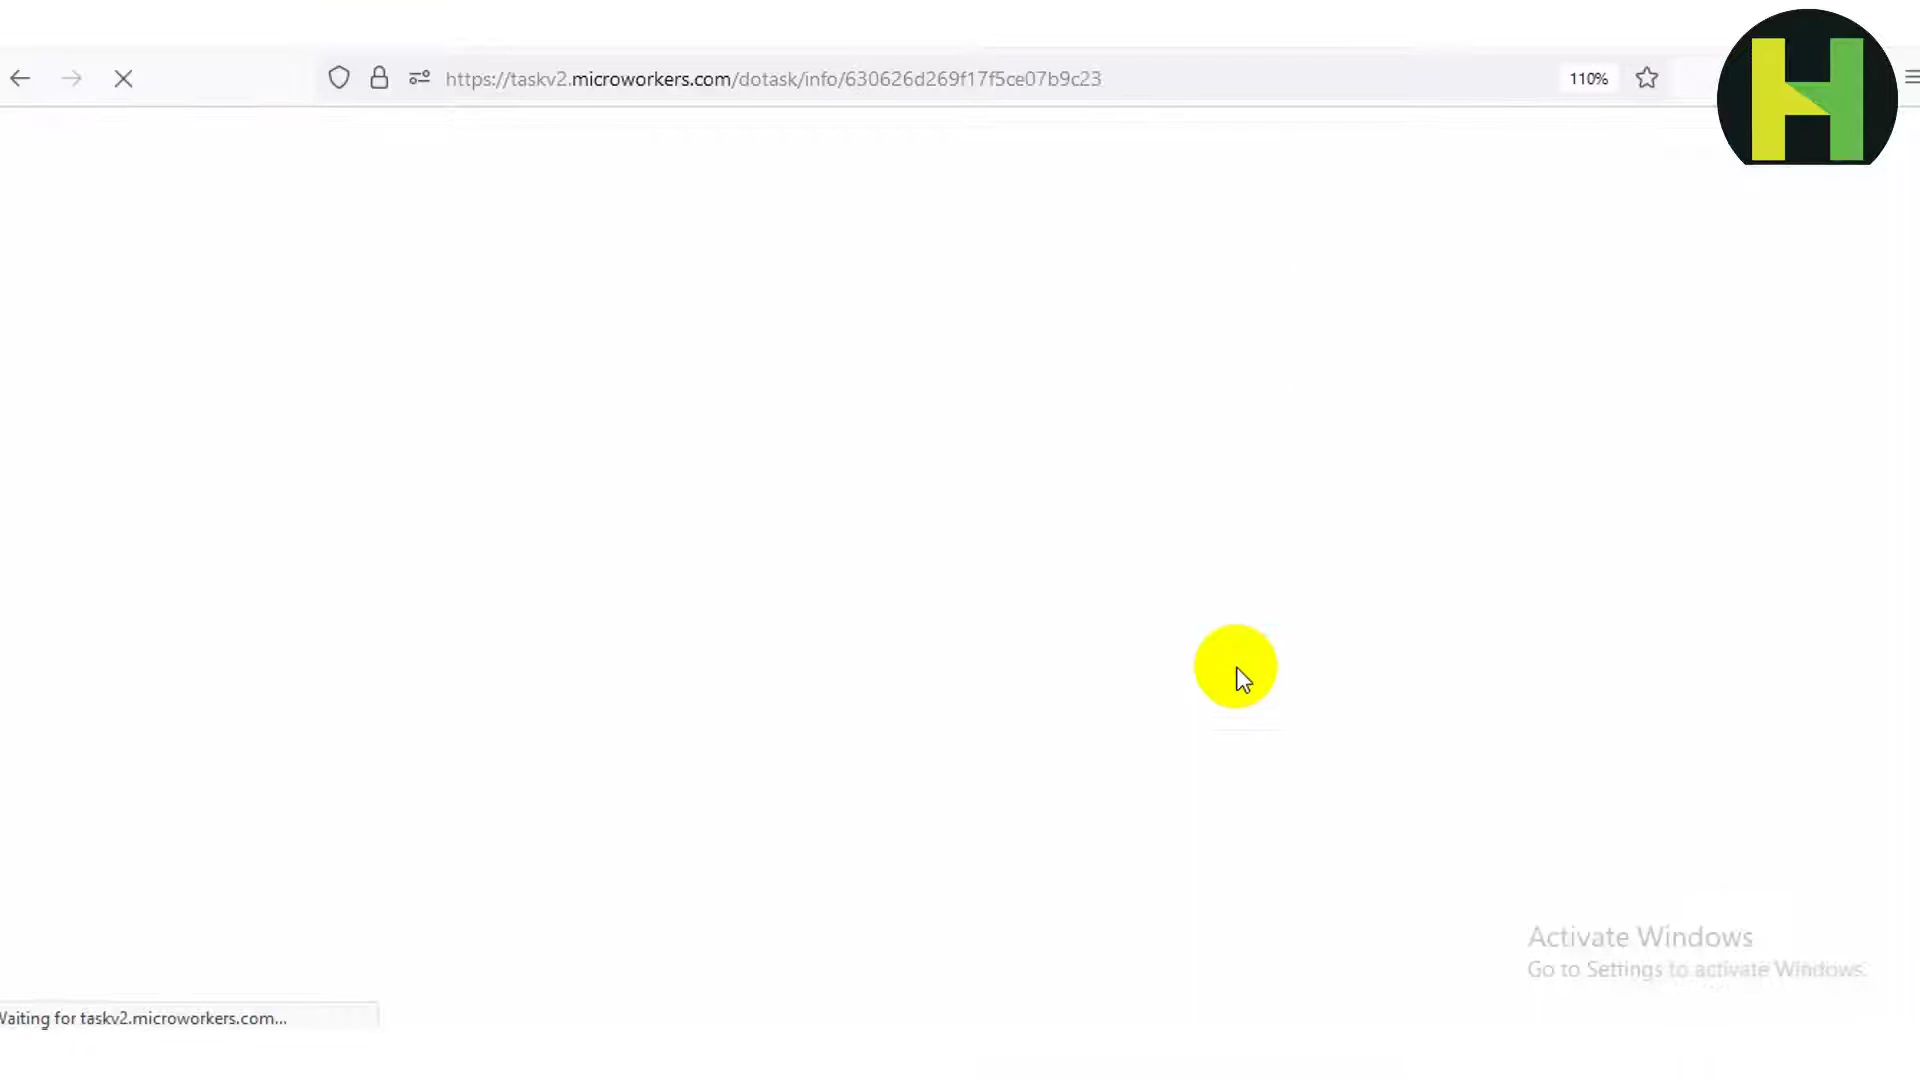 https://taskv2.microworkers.com/dotask/info/630626d269f17f5ce07b9c23
110%
H
Activate Windows
Go to Settings to activate Windows.
Waiting for taskv2.microworkers.com...